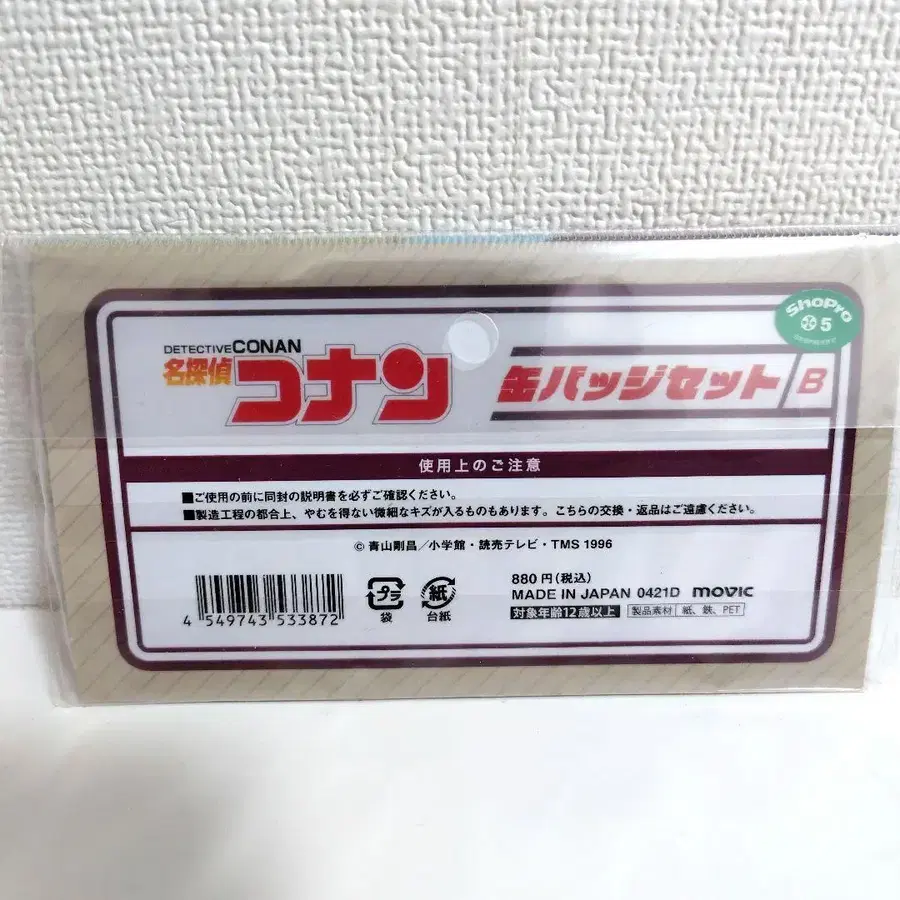 DETECTIVE CONAN
名探偵コナン
缶バッジセット B
ShoPro
5
使用上のご注意
■ご使用の前に同封の説明書を必ずご確認ください。
■製造工程の都合上、やむを得ない微細なキズが入るものもあります。こちらの交換・返品はご遠慮ください。
© 青山剛昌／小学館・読売テレビ・TMS 1996
4 549743 533872
プラ
袋
紙
台紙
880円(税込)
MADE IN JAPAN 0421D movic
対象年齢12歳以上 製品素材 紙、鉄、PET